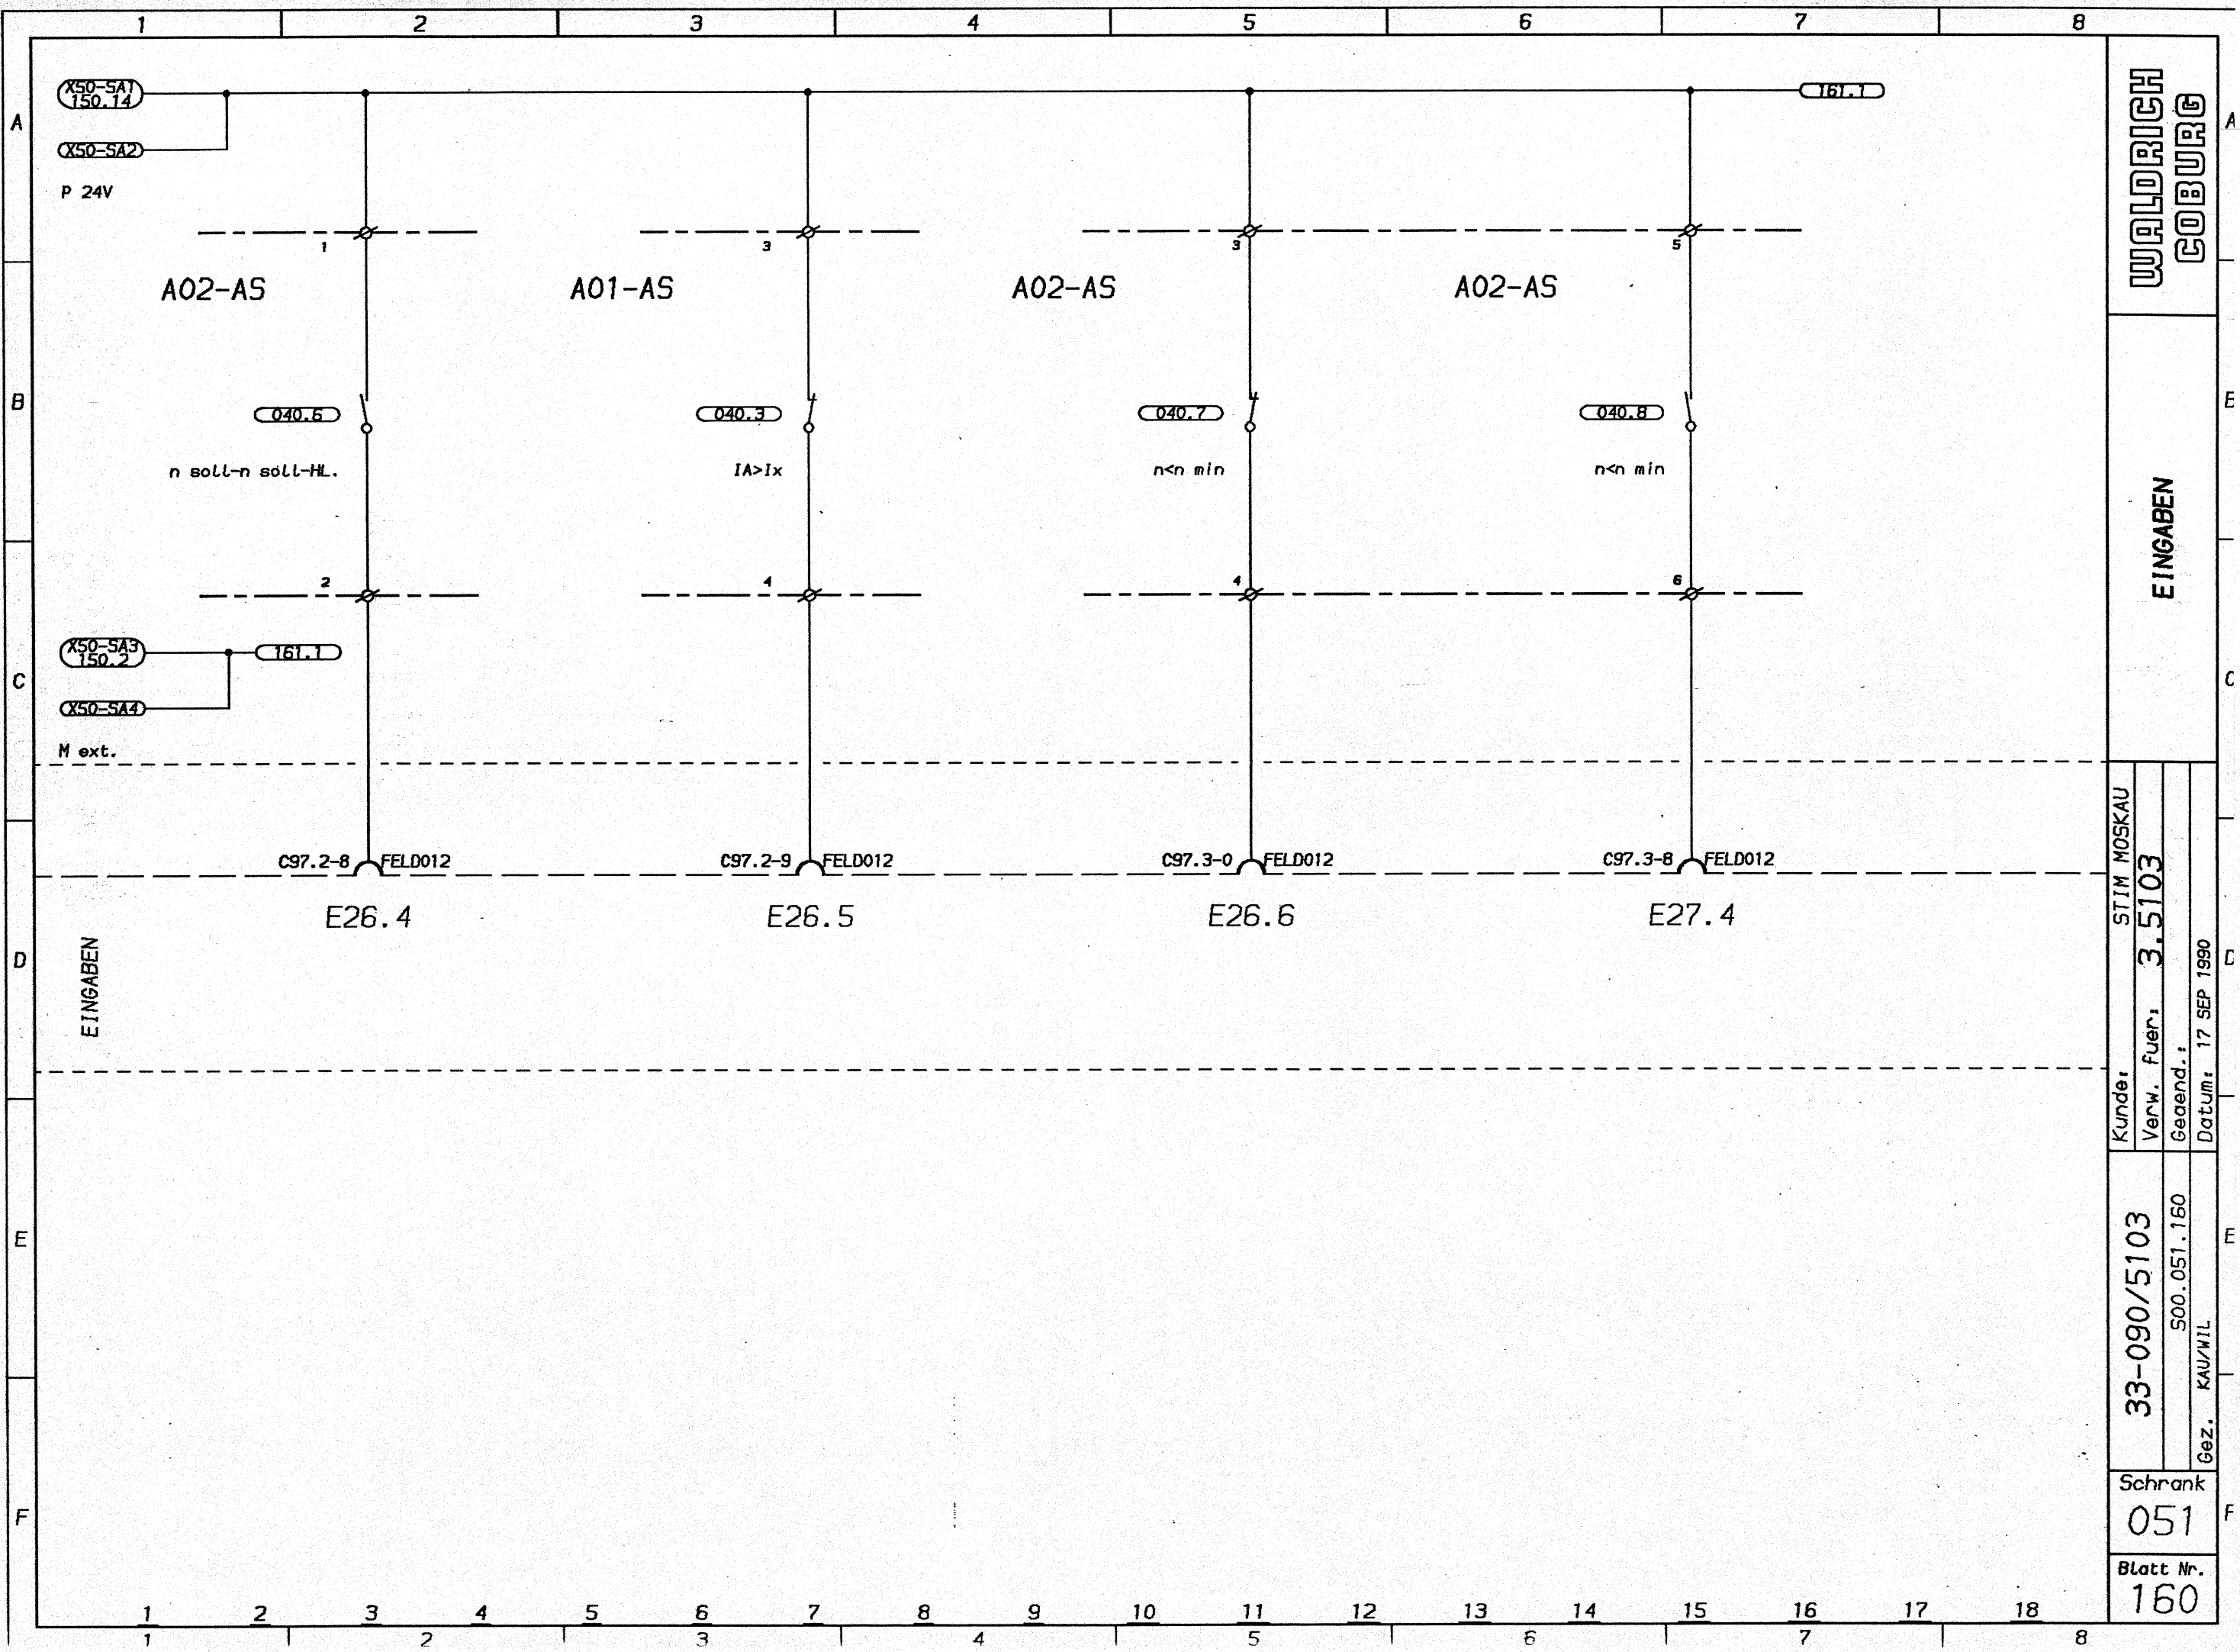 1 2 3 4 5 6 7 8
X50-SA1
150.14
161.1
X50-SA2
P 24V
1 3 3 5
A02-AS A01-AS A02-AS A02-AS
040.6 040.3 040.7 040.8
n soll-n soll-HL. IA>Ix n<n min n<n min
2 4 4 6
X50-SA3
150.2
161.1
X50-SA4
M ext.
C97.2-8 FELD012 C97.2-9 FELD012 C97.3-0 FELD012 C97.3-8 FELD012
E26.4 E26.5 E26.6 E27.4
EINGABEN
A
B
C
D
E
F
A
B
C
D
E
F
WALDRICH
COBURG
EINGABEN
Kunde: STIM MOSKAU
Verw. fuer: 3.5103
Geaend.:
Datum: 17 SEP 1990
33-090/5103
S00.051.160
Gez. KAU/WIL
Schrank
051
Blatt Nr.
160
1 2 3 4 5 6 7 8 9 10 11 12 13 14 15 16 17 18
1 2 3 4 5 6 7 8